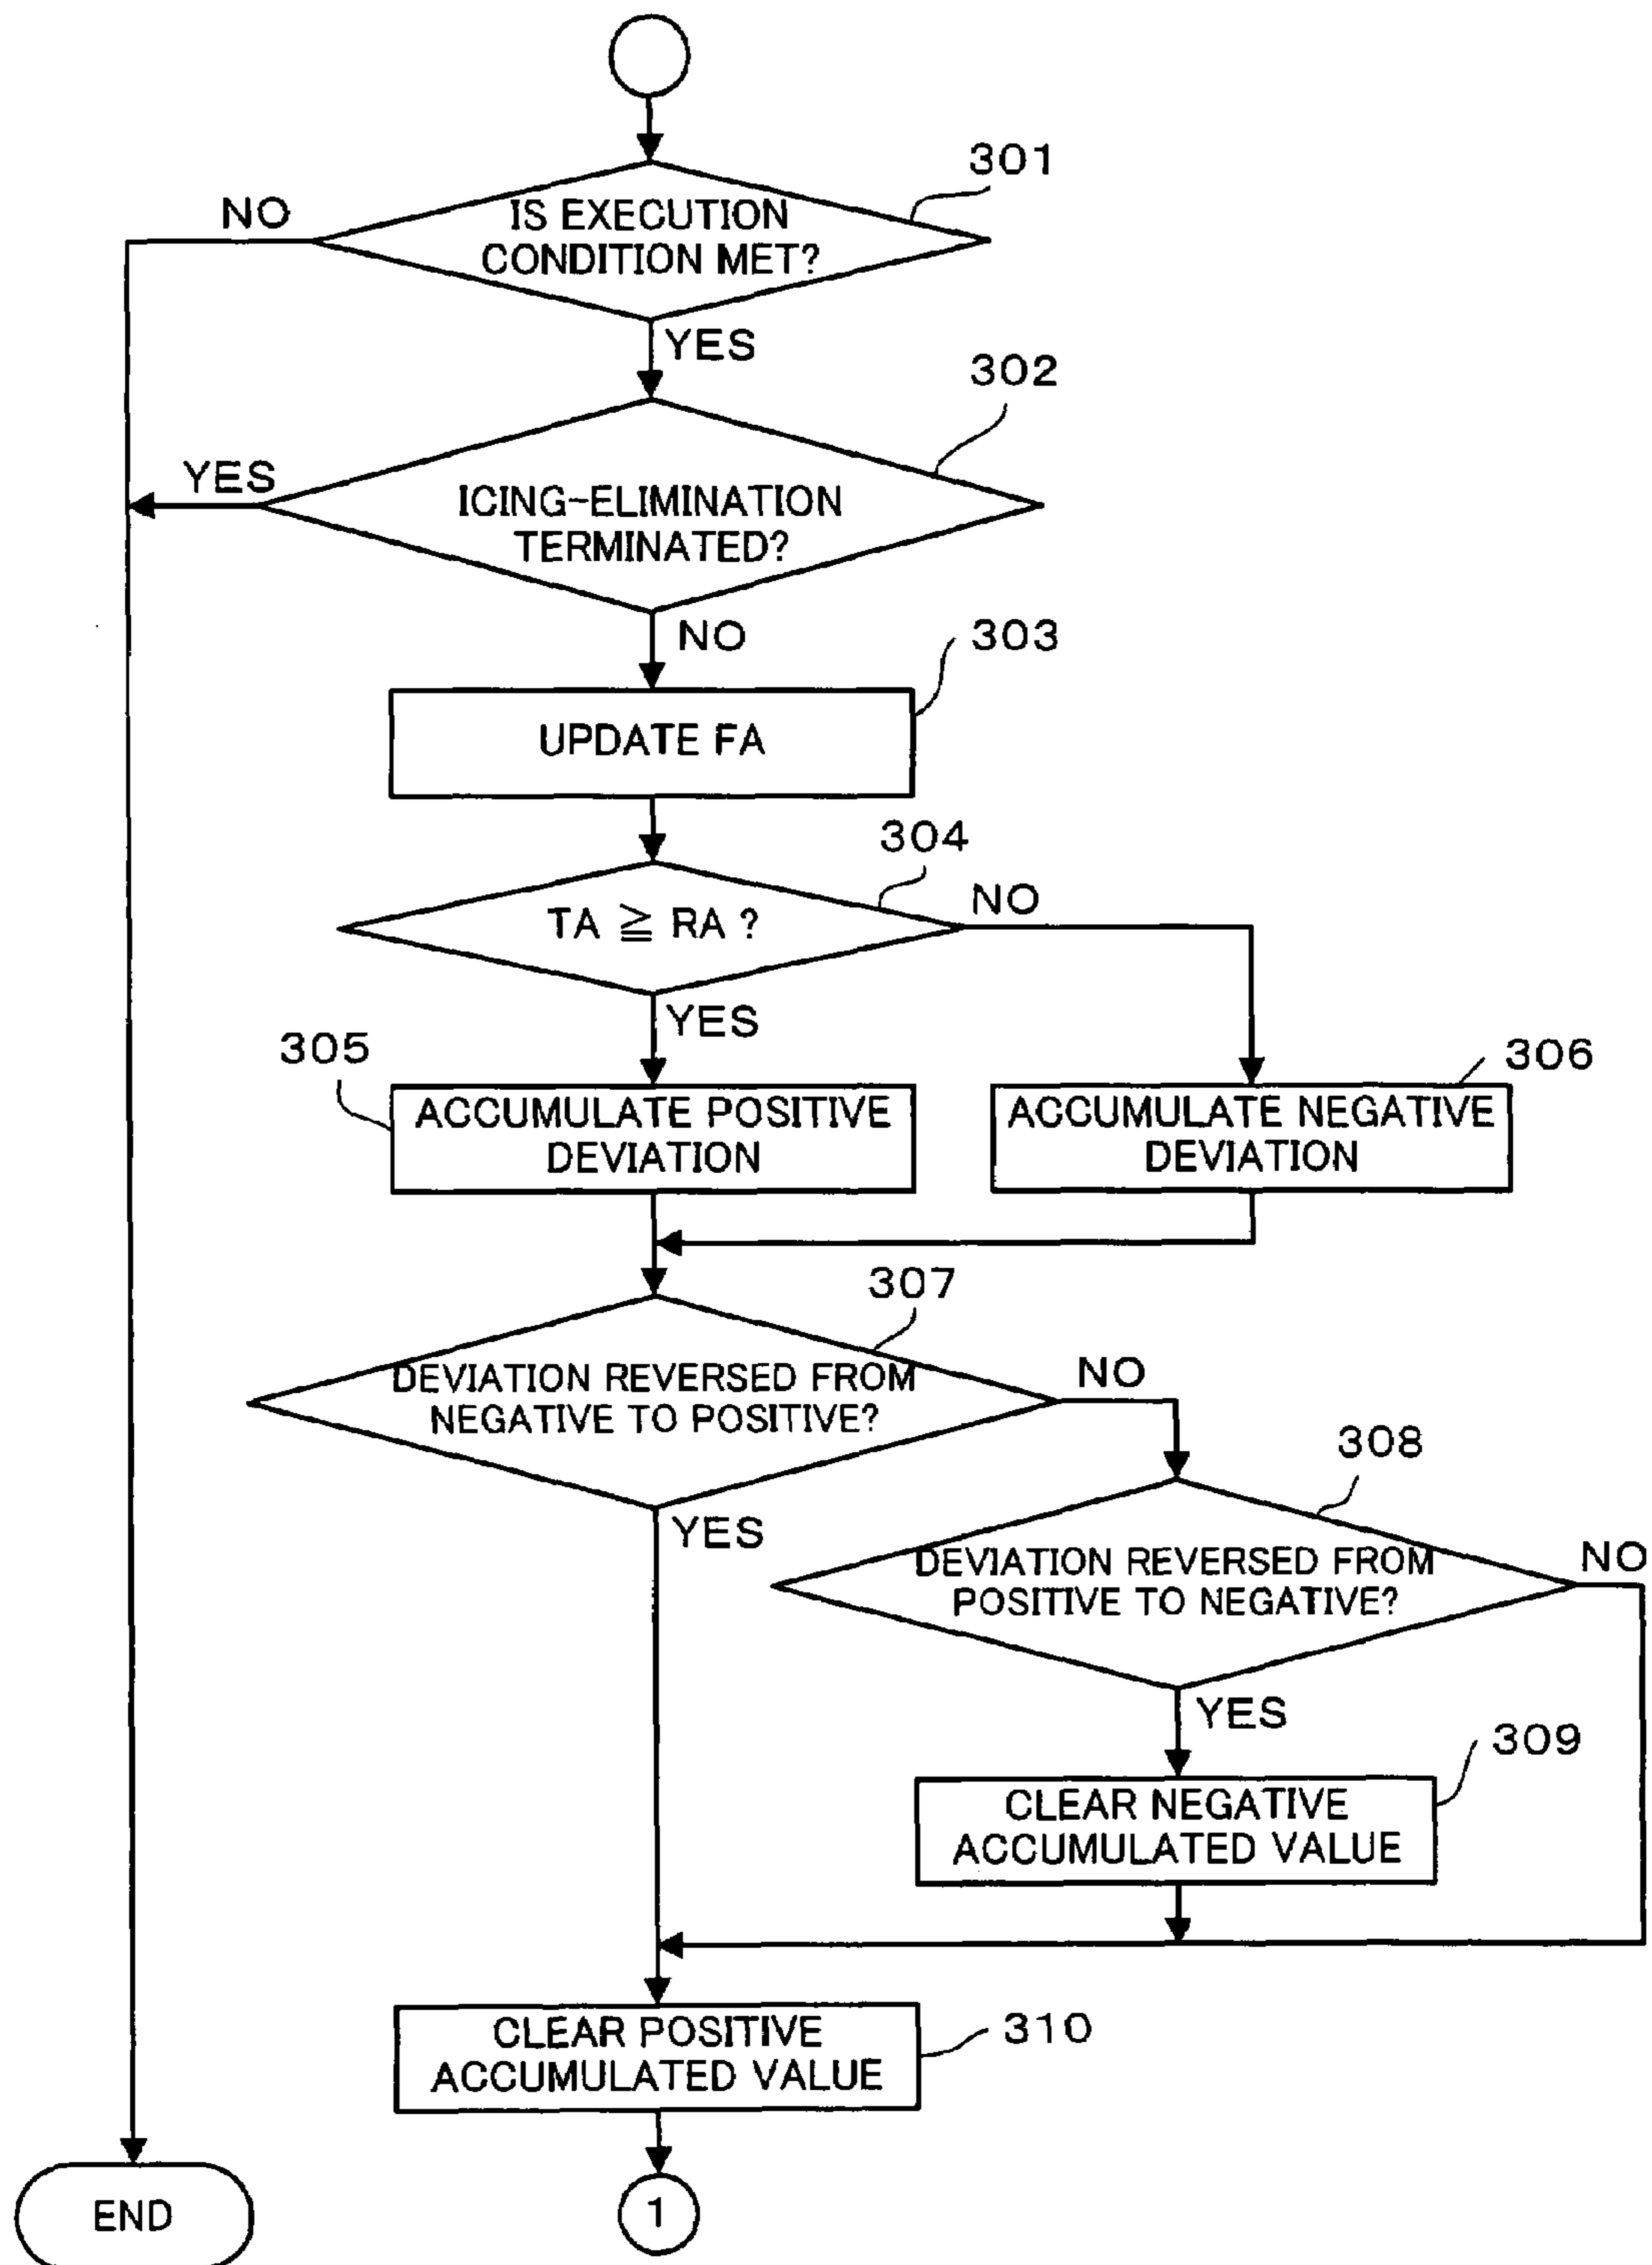 301
NO
IS EXECUTION
CONDITION MET?
YES
302
YES
ICING-ELIMINATION
TERMINATED?
NO
303
UPDATE FA
304
NO
TA ≧ RA ?
YES
305
306
ACCUMULATE POSITIVE
DEVIATION
ACCUMULATE NEGATIVE
DEVIATION
307
DEVIATION REVERSED FROM
NEGATIVE TO POSITIVE?
NO
308
YES
DEVIATION REVERSED FROM
POSITIVE TO NEGATIVE?
NO
YES
309
CLEAR NEGATIVE
ACCUMULATED VALUE
310
CLEAR POSITIVE
ACCUMULATED VALUE
END
1